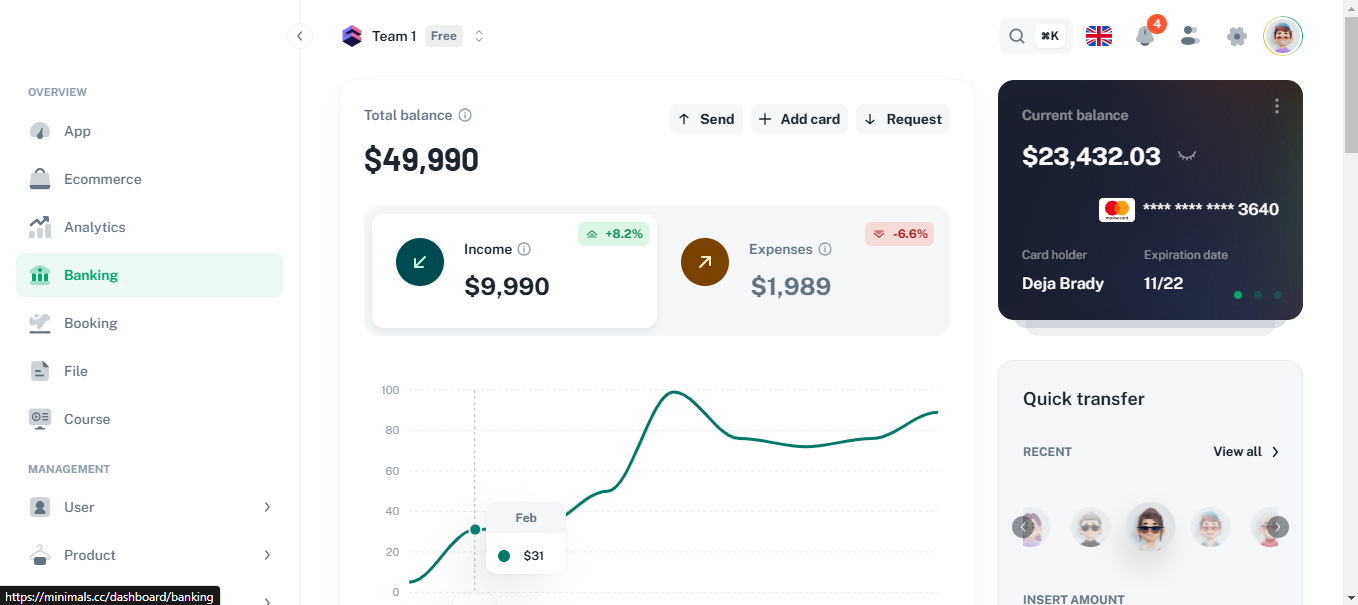 Team 1 Free
⌘K
4
OVERVIEW
App
Ecommerce
Analytics
Banking
Booking
File
Course
MANAGEMENT
User
Product
https://minimals.cc/dashboard/banking
Total balance
Send
Add card
Request
$49,990
Income
+8.2%
$9,990
Expenses
-6.6%
$1,989
100
80
60
40
20
0
Feb
$31
Current balance
$23,432.03
mastercard
**** **** **** 3640
Card holder
Expiration date
Deja Brady
11/22
Quick transfer
RECENT
View all
INSERT AMOUNT